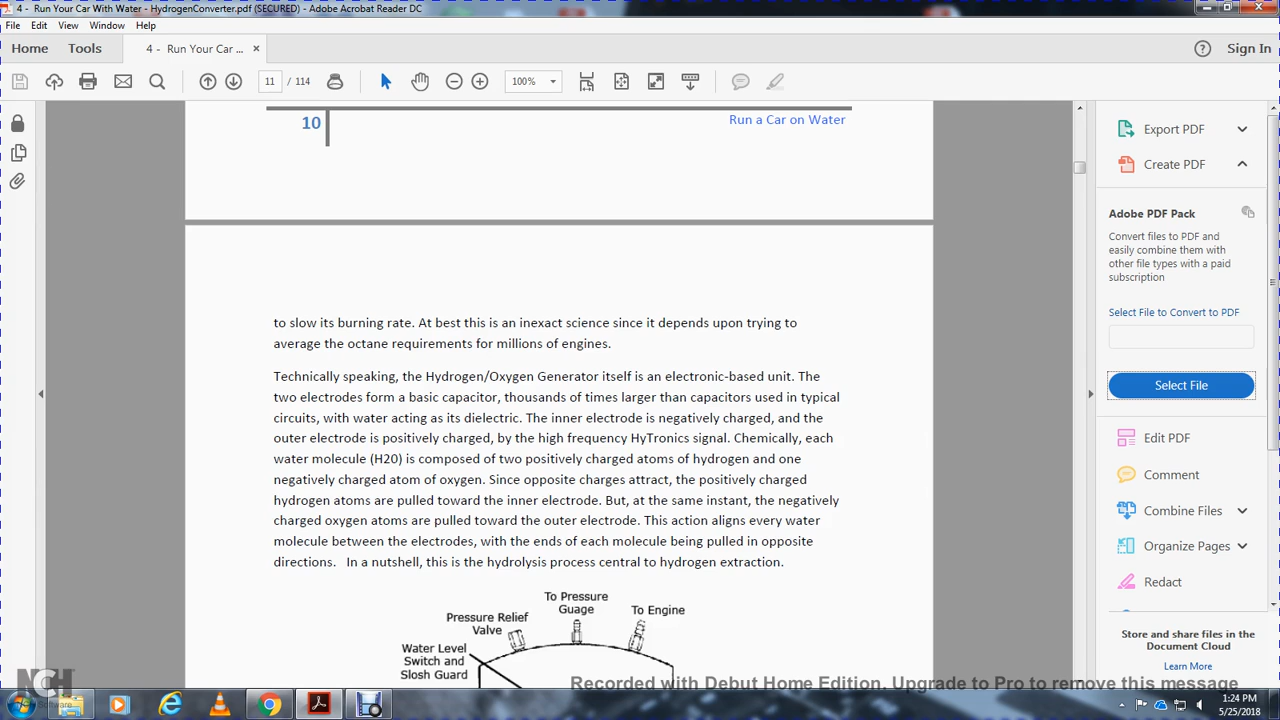 4 - Run Your Car With Water - HydrogenConverter.pdf (SECURED) - Adobe Acrobat Reader DC
File Edit View Window Help
Home Tools 4 - Run Your Car ... × Sign In
11 / 114 100%
10 Run a Car on Water
to slow its burning rate. At best this is an inexact science since it depends upon trying to
average the octane requirements for millions of engines.
Technically speaking, the Hydrogen/Oxygen Generator itself is an electronic-based unit. The
two electrodes form a basic capacitor, thousands of times larger than capacitors used in typical
circuits, with water acting as its dielectric. The inner electrode is negatively charged, and the
outer electrode is positively charged, by the high frequency HyTronics signal. Chemically, each
water molecule (H20) is composed of two positively charged atoms of hydrogen and one
negatively charged atom of oxygen. Since opposite charges attract, the positively charged
hydrogen atoms are pulled toward the inner electrode. But, at the same instant, the negatively
charged oxygen atoms are pulled toward the outer electrode. This action aligns every water
molecule between the electrodes, with the ends of each molecule being pulled in opposite
directions. In a nutshell, this is the hydrolysis process central to hydrogen extraction.
To Pressure
Guage
To Engine
Pressure Relief
Valve
Water Level
Switch and
Slosh Guard
Export PDF
Create PDF
Adobe PDF Pack
Convert files to PDF and
easily combine them with
other file types with a paid
subscription
Select File to Convert to PDF
Select File
Edit PDF
Comment
Combine Files
Organize Pages
Redact
Store and share files in the
Document Cloud
Learn More
NCH
Software
Recorded with Debut Home Edition. Upgrade to Pro to remove this message
1:24 PM
5/25/2018